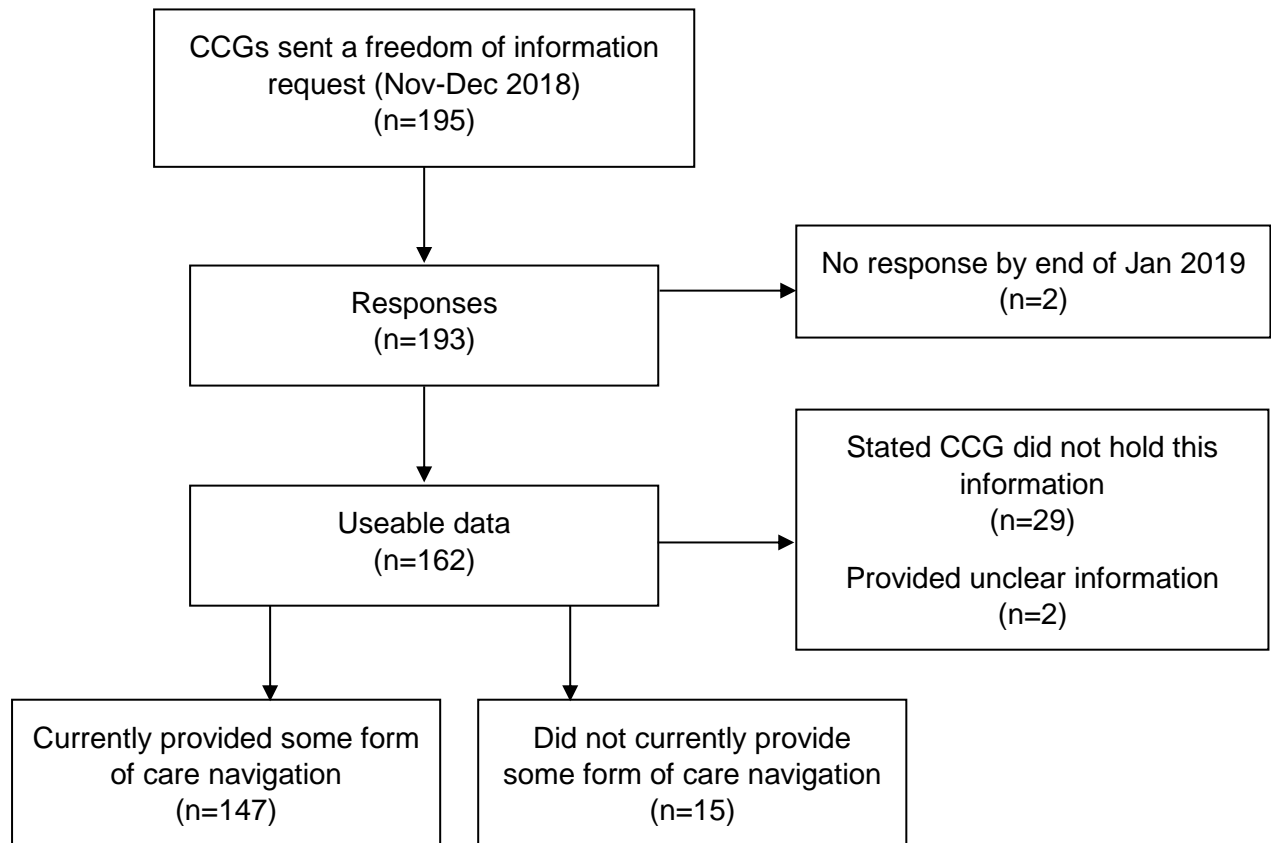 CCGs sent a freedom of information
request (Nov-Dec 2018)
(n=195)
Responses
(n=193)
No response by end of Jan 2019
(n=2)
Useable data
(n=162)
Stated CCG did not hold this
information
(n=29)
Provided unclear information
(n=2)
Currently provided some form
of care navigation
(n=147)
Did not currently provide
some form of care navigation
(n=15)